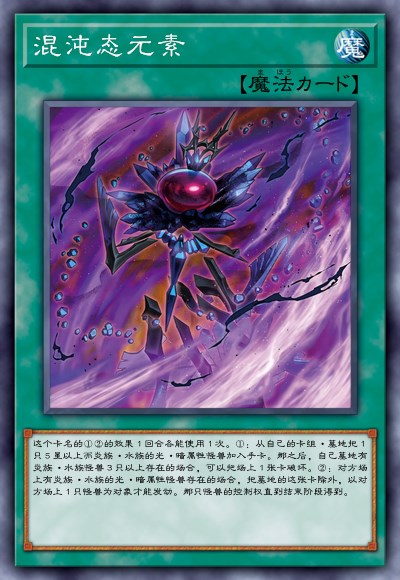 混沌态元素
魔
【魔法カード】
まほう
这个卡名的①②的效果1回合各能使用1次。①：从自己的卡组·墓地把1
只5星以上而炎族·水族的光·暗属性怪兽加入手卡。那之后，自己墓地有
炎族·水族怪兽3只以上存在的场合，可以把场上1张卡破坏。②：对方场
上有炎族·水族的光·暗属性怪兽存在的场合，把墓地的这张卡除外，以对
方场上1只怪兽为对象才能发动。那只怪兽的控制权直到结束阶段得到。